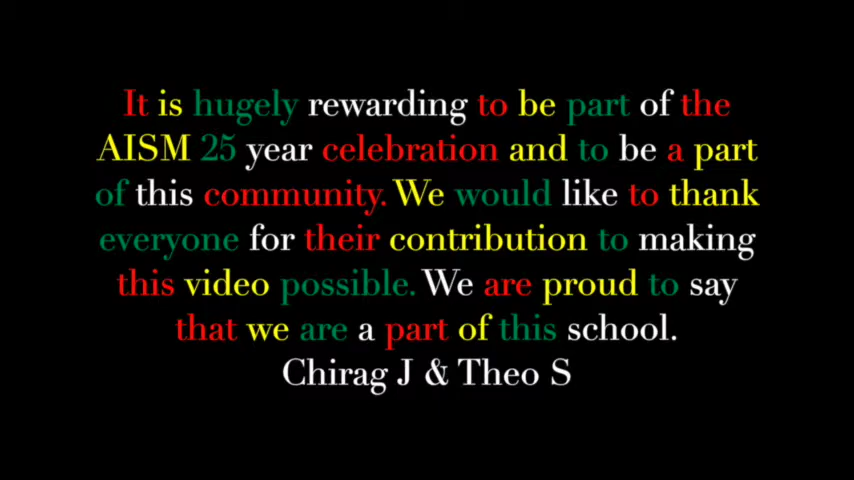 It is hugely rewarding to be part of the
AISM 25 year celebration and to be a part
of this community. We would like to thank
everyone for their contribution to making
this video possible. We are proud to say
that we are a part of this school.
Chirag J & Theo S